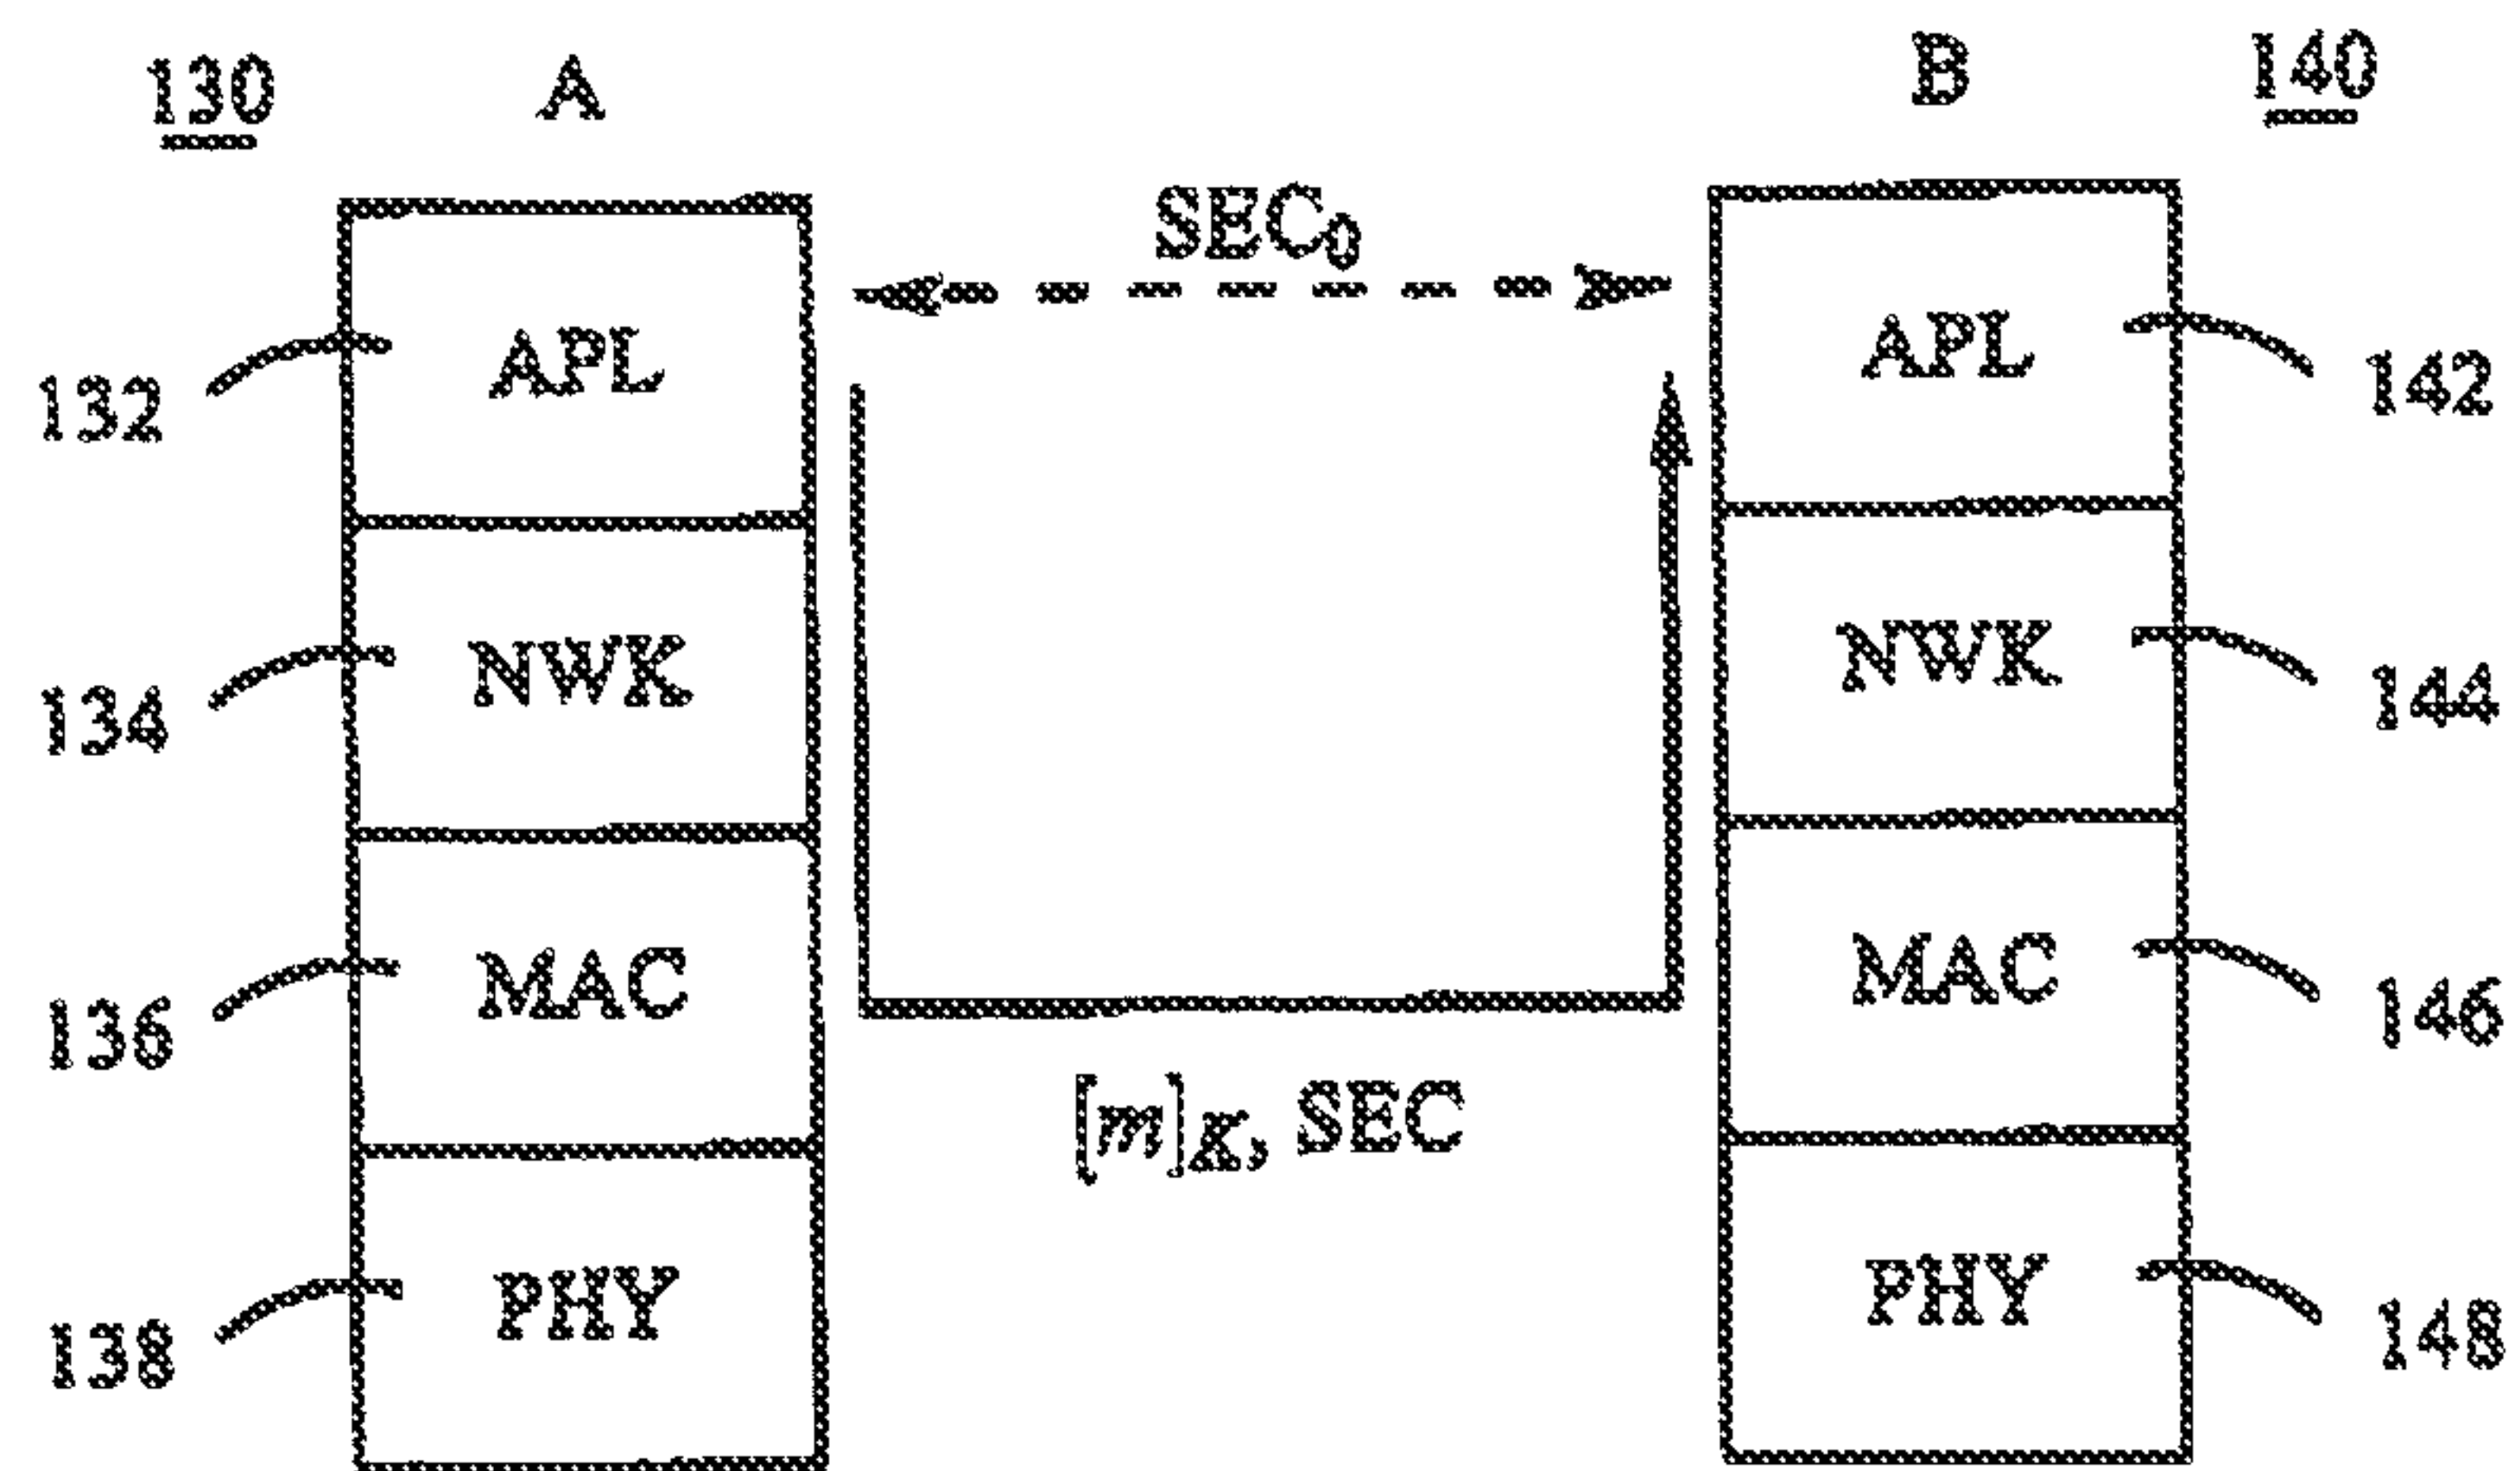 130 A B 140
SEC₀
132 APL APL 142
134 NWK NWK 144
136 MAC MAC 146
[m]K, SEC
138 PHY PHY 148